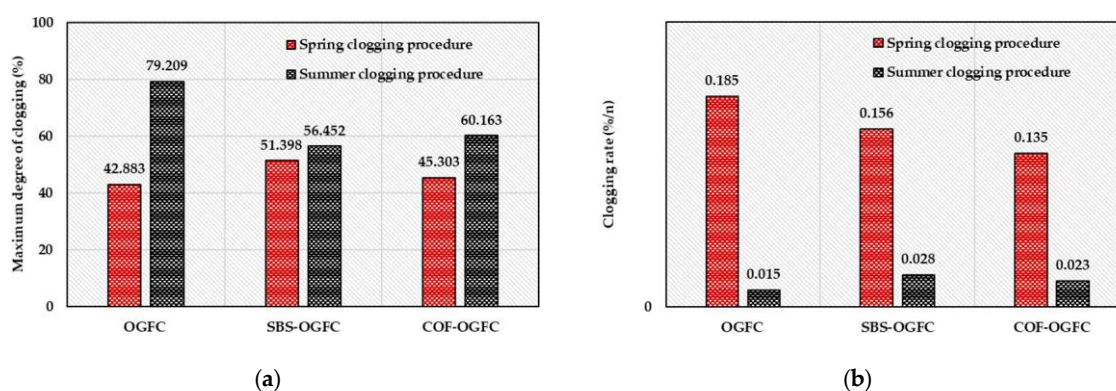 Maximum degree of clogging (%)
100
80
60
40
20
0
Spring clogging procedure
Summer clogging procedure
42.883
79.209
51.398
56.452
45.303
60.163
OGFC
SBS-OGFC
COF-OGFC
(a)
Clogging rate (%/n)
0
Spring clogging procedure
Summer clogging procedure
0.185
0.015
0.156
0.028
0.135
0.023
OGFC
SBS-OGFC
COF-OGFC
(b)